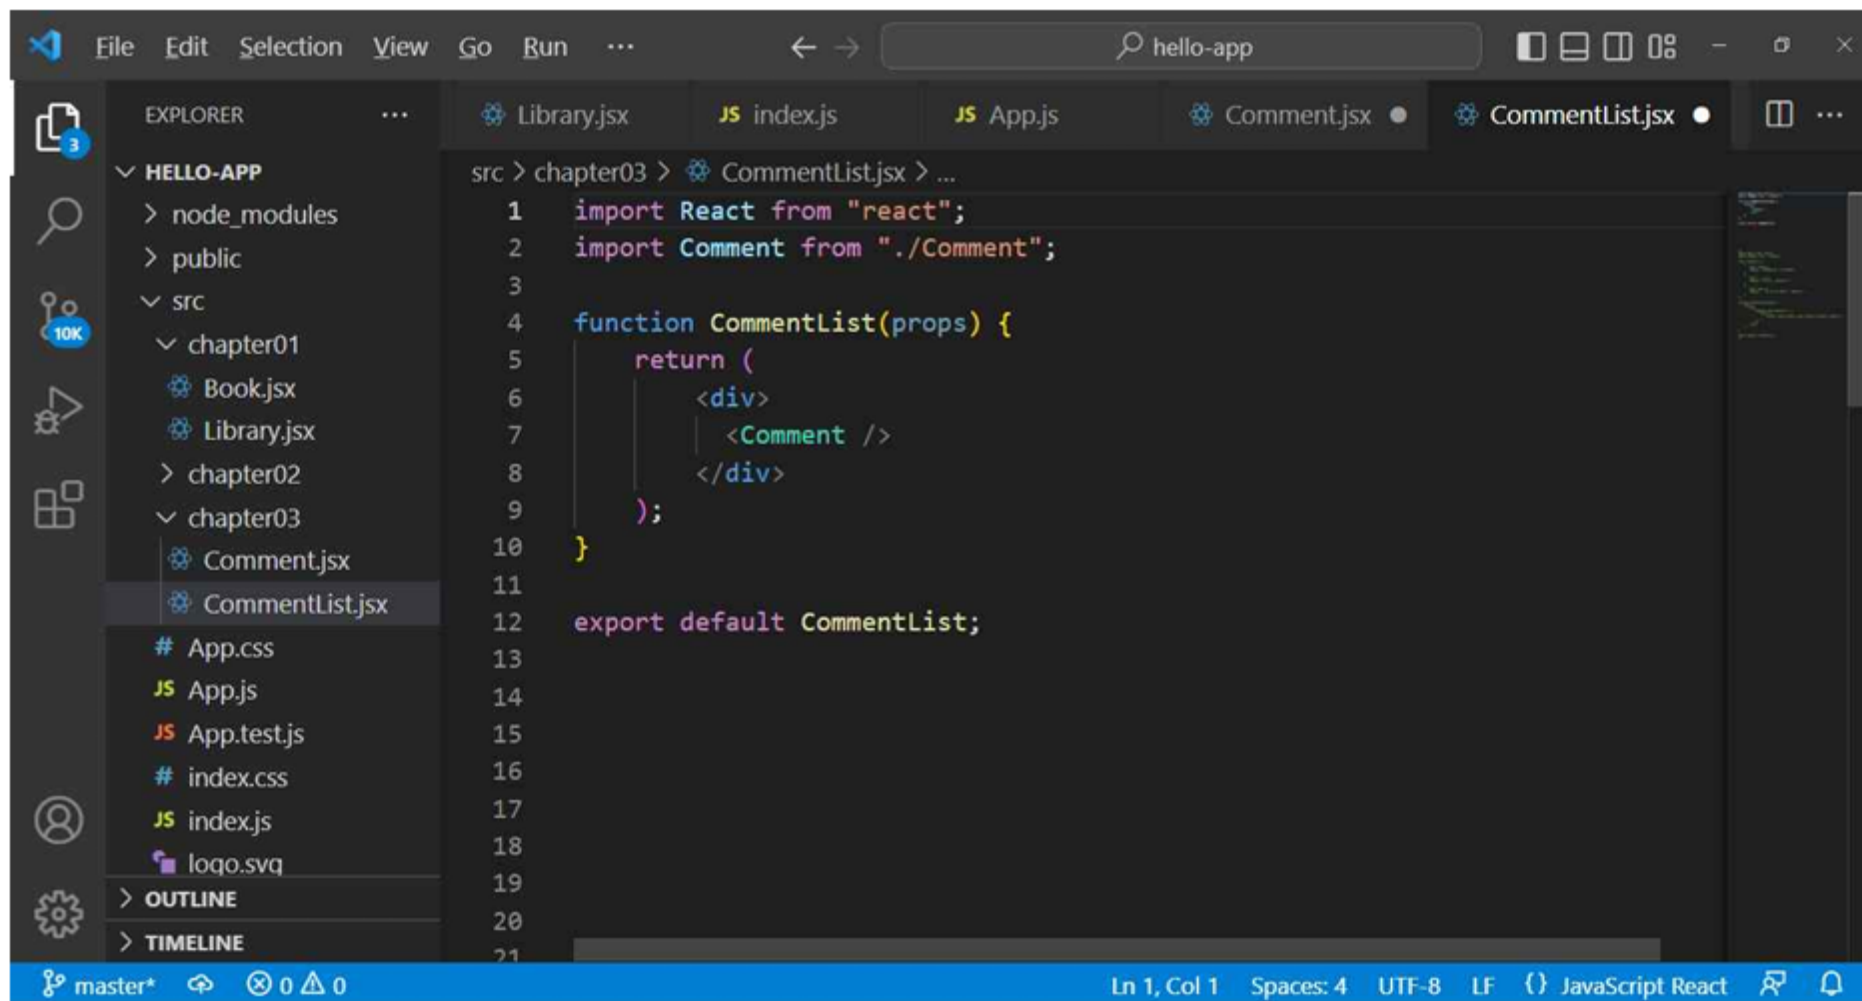 File Edit Selection View Go Run ··· ← → hello-app
EXPLORER ···
3
10K
HELLO-APP
node_modules
public
src
chapter01
Book.jsx
Library.jsx
chapter02
chapter03
Comment.jsx
CommentList.jsx
# App.css
JS App.js
JS App.test.js
# index.css
JS index.js
logo.svg
OUTLINE
TIMELINE
Library.jsx JS index.js JS App.js Comment.jsx ● CommentList.jsx ● ···
src > chapter03 > CommentList.jsx > ...
1 import React from "react";
2 import Comment from "./Comment";
3
4 function CommentList(props) {
5 return (
6 <div>
7 <Comment />
8 </div>
9 );
10 }
11
12 export default CommentList;
13
14
15
16
17
18
19
20
21
master* 0 0 Ln 1, Col 1 Spaces: 4 UTF-8 LF {} JavaScript React